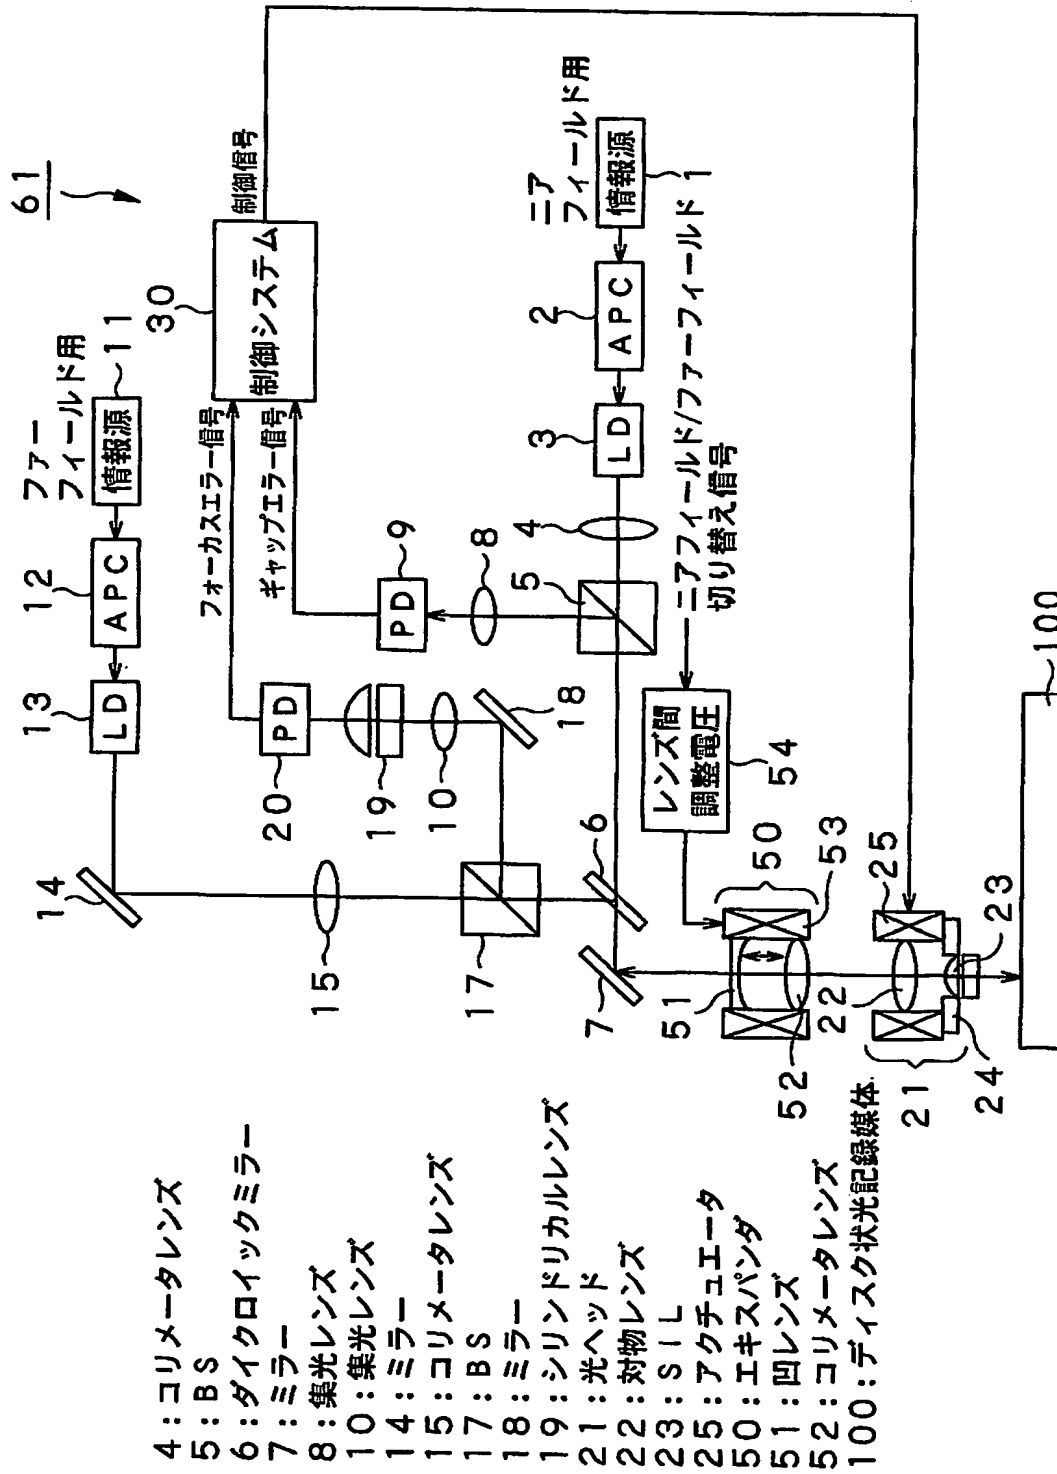 61
ファー
フィールド用
情報源
11
APC
12
LD
13
14
15
17
制御システム
30
制御信号
フォーカスエラー信号
ギャップエラー信号
PD
20
19
10
18
PD
9
8
ニア
フィールド用
情報源
1
APC
2
LD
3
4
5
6
7
ニアフィールド/ファーフィールド
切り替え信号
レンズ間
調整電圧
54
50
53
51
52
25
22
23
21
24
100
4:コリメータレンズ
5:BS
6:ダイクロイックミラー
7:ミラー
8:集光レンズ
10:集光レンズ
14:ミラー
15:コリメータレンズ
17:BS
18:ミラー
19:シリンドリカルレンズ
21:光ヘッド
22:対物レンズ
23:SIL
25:アクチュエータ
50:エキスパンダ
51:凹レンズ
52:コリメータレンズ
100:ディスク状光記録媒体